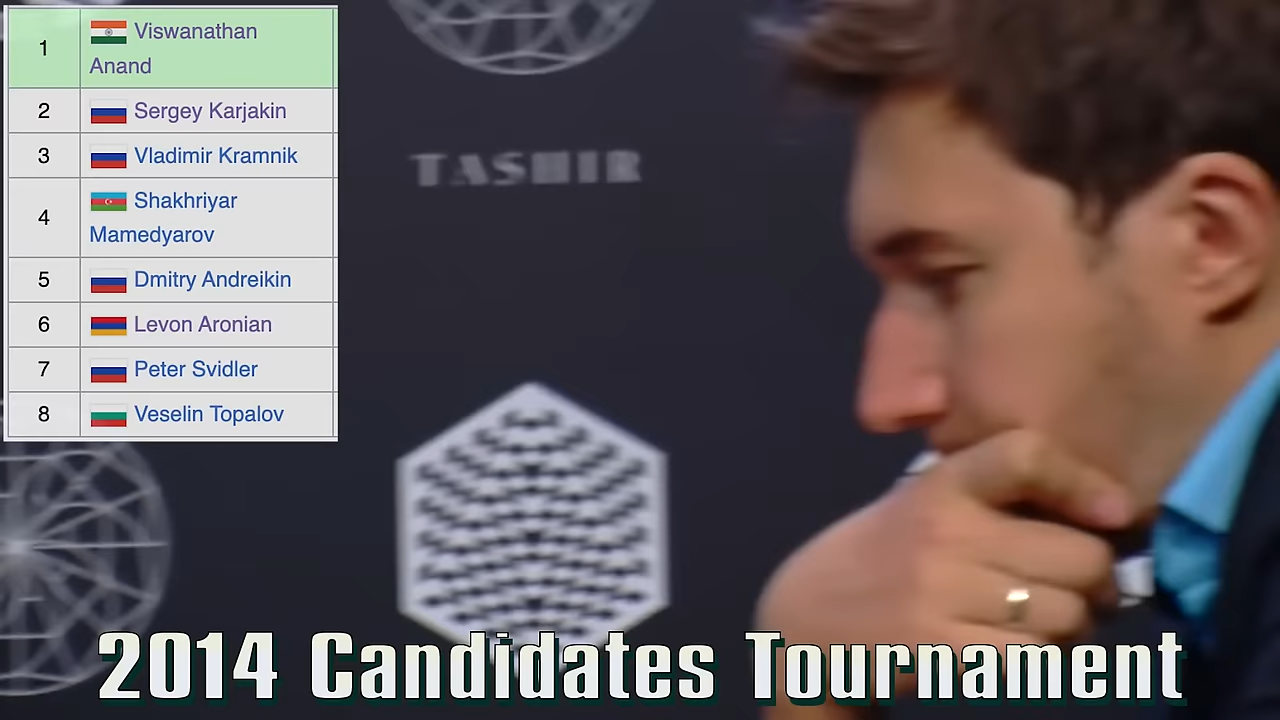 1 Viswanathan
Anand
2 Sergey Karjakin
3 Vladimir Kramnik
4 Shakhriyar
Mamedyarov
5 Dmitry Andreikin
6 Levon Aronian
7 Peter Svidler
8 Veselin Topalov
TASHIR
2014 Candidates Tournament